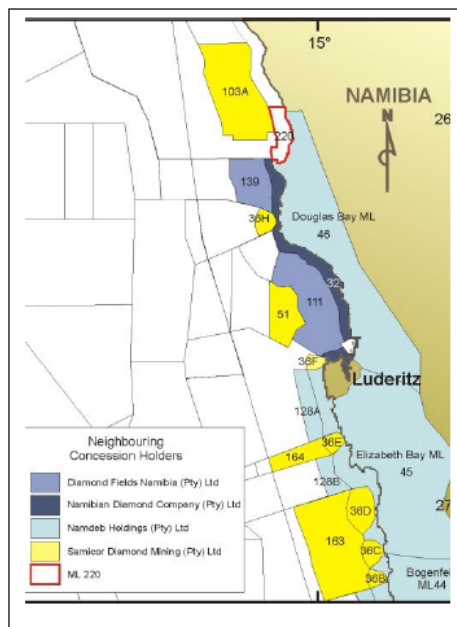 15°
103A
NAMIBIA
N
26
220
139
36H
Douglas Bay ML
46
32
51
111
36F
Luderitz
128A
36E
164
Elizabeth Bay ML
45
128B
27
36D
163
36C
36B
Bogenfel
ML44
Neighbouring
Concession Holders
Diamond Fields Namibia (Pty) Ltd
Namibian Diamond Company (Pty) Ltd
Namdeb Holdings (Pty) Ltd
Samicor Diamond Mining (Pty) Ltd
ML 220